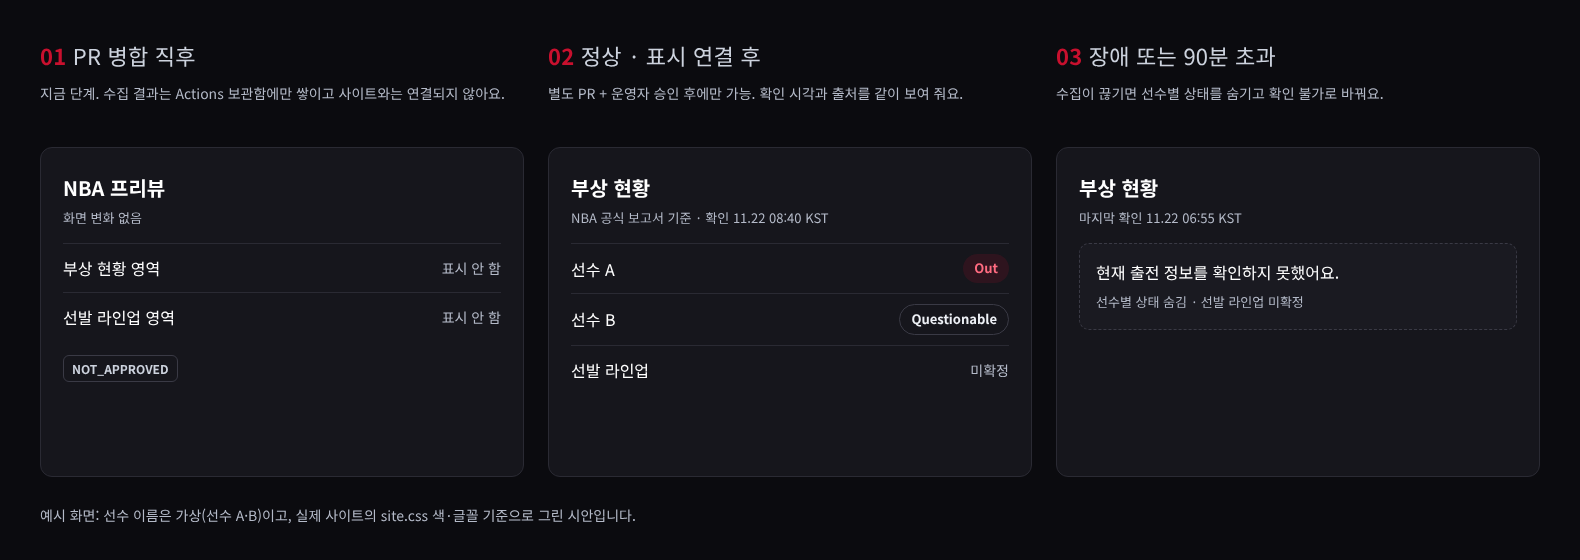 01 PR 병합 직후
지금 단계. 수집 결과는 Actions 보관함에만 쌓이고 사이트와는 연결되지 않아요.
NBA 프리뷰
화면 변화 없음
부상 현황 영역 표시 안 함
선발 라인업 영역 표시 안 함
NOT_APPROVED
02 정상 · 표시 연결 후
별도 PR + 운영자 승인 후에만 가능. 확인 시각과 출처를 같이 보여 줘요.
부상 현황
NBA 공식 보고서 기준 · 확인 11.22 08:40 KST
선수 A Out
선수 B Questionable
선발 라인업 미확정
03 장애 또는 90분 초과
수집이 끊기면 선수별 상태를 숨기고 확인 불가로 바꿔요.
부상 현황
마지막 확인 11.22 06:55 KST
현재 출전 정보를 확인하지 못했어요.
선수별 상태 숨김 · 선발 라인업 미확정
예시 화면: 선수 이름은 가상(선수 A·B)이고, 실제 사이트의 site.css 색·글꼴 기준으로 그린 시안입니다.